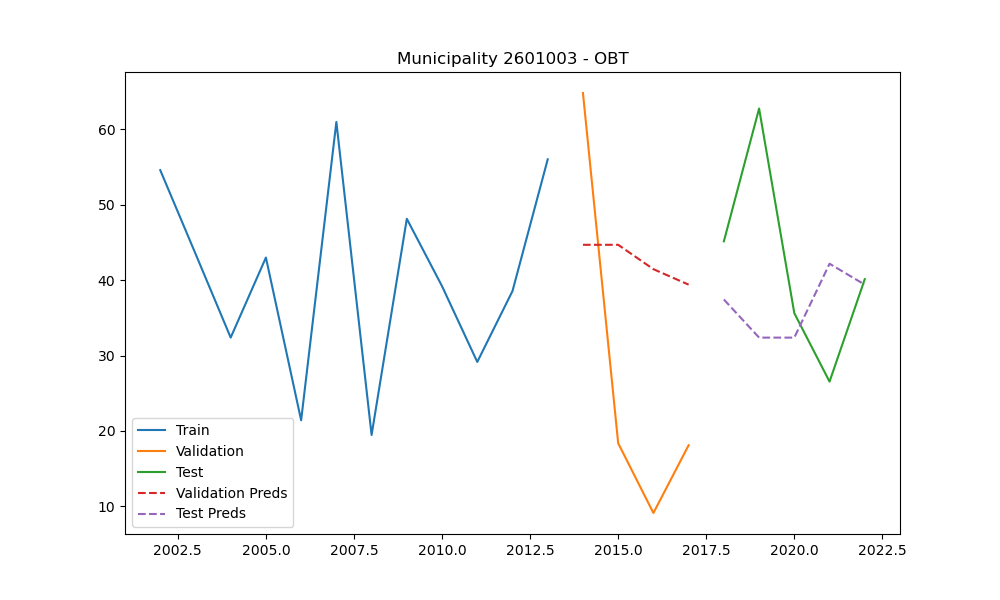 Municipality 2601003 - OBT
60
50
40
30
20
10
Train
Validation
Test
Validation Preds
Test Preds
2002.5 2005.0 2007.5 2010.0 2012.5 2015.0 2017.5 2020.0 2022.5